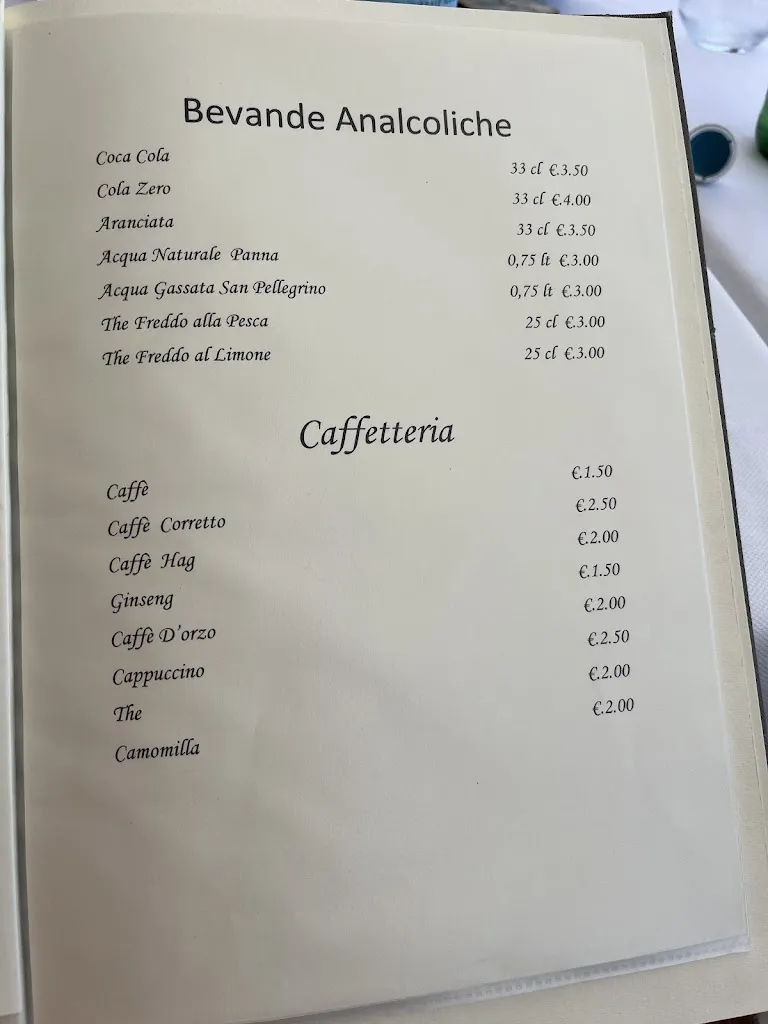 Bevande Analcoliche
Coca Cola 33 cl €.3.50
Cola Zero 33 cl €.4.00
Aranciata 33 cl €.3.50
Acqua Naturale Panna 0,75 lt €.3.00
Acqua Gassata San Pellegrino 0,75 lt €.3.00
The Freddo alla Pesca 25 cl €.3.00
The Freddo al Limone 25 cl €.3.00
Caffetteria
Caffè €.1.50
Caffè Corretto €.2.50
Caffè Hag €.2.00
Ginseng €.1.50
Caffè D'orzo €.2.00
Cappuccino €.2.50
The €.2.00
Camomilla €.2.00